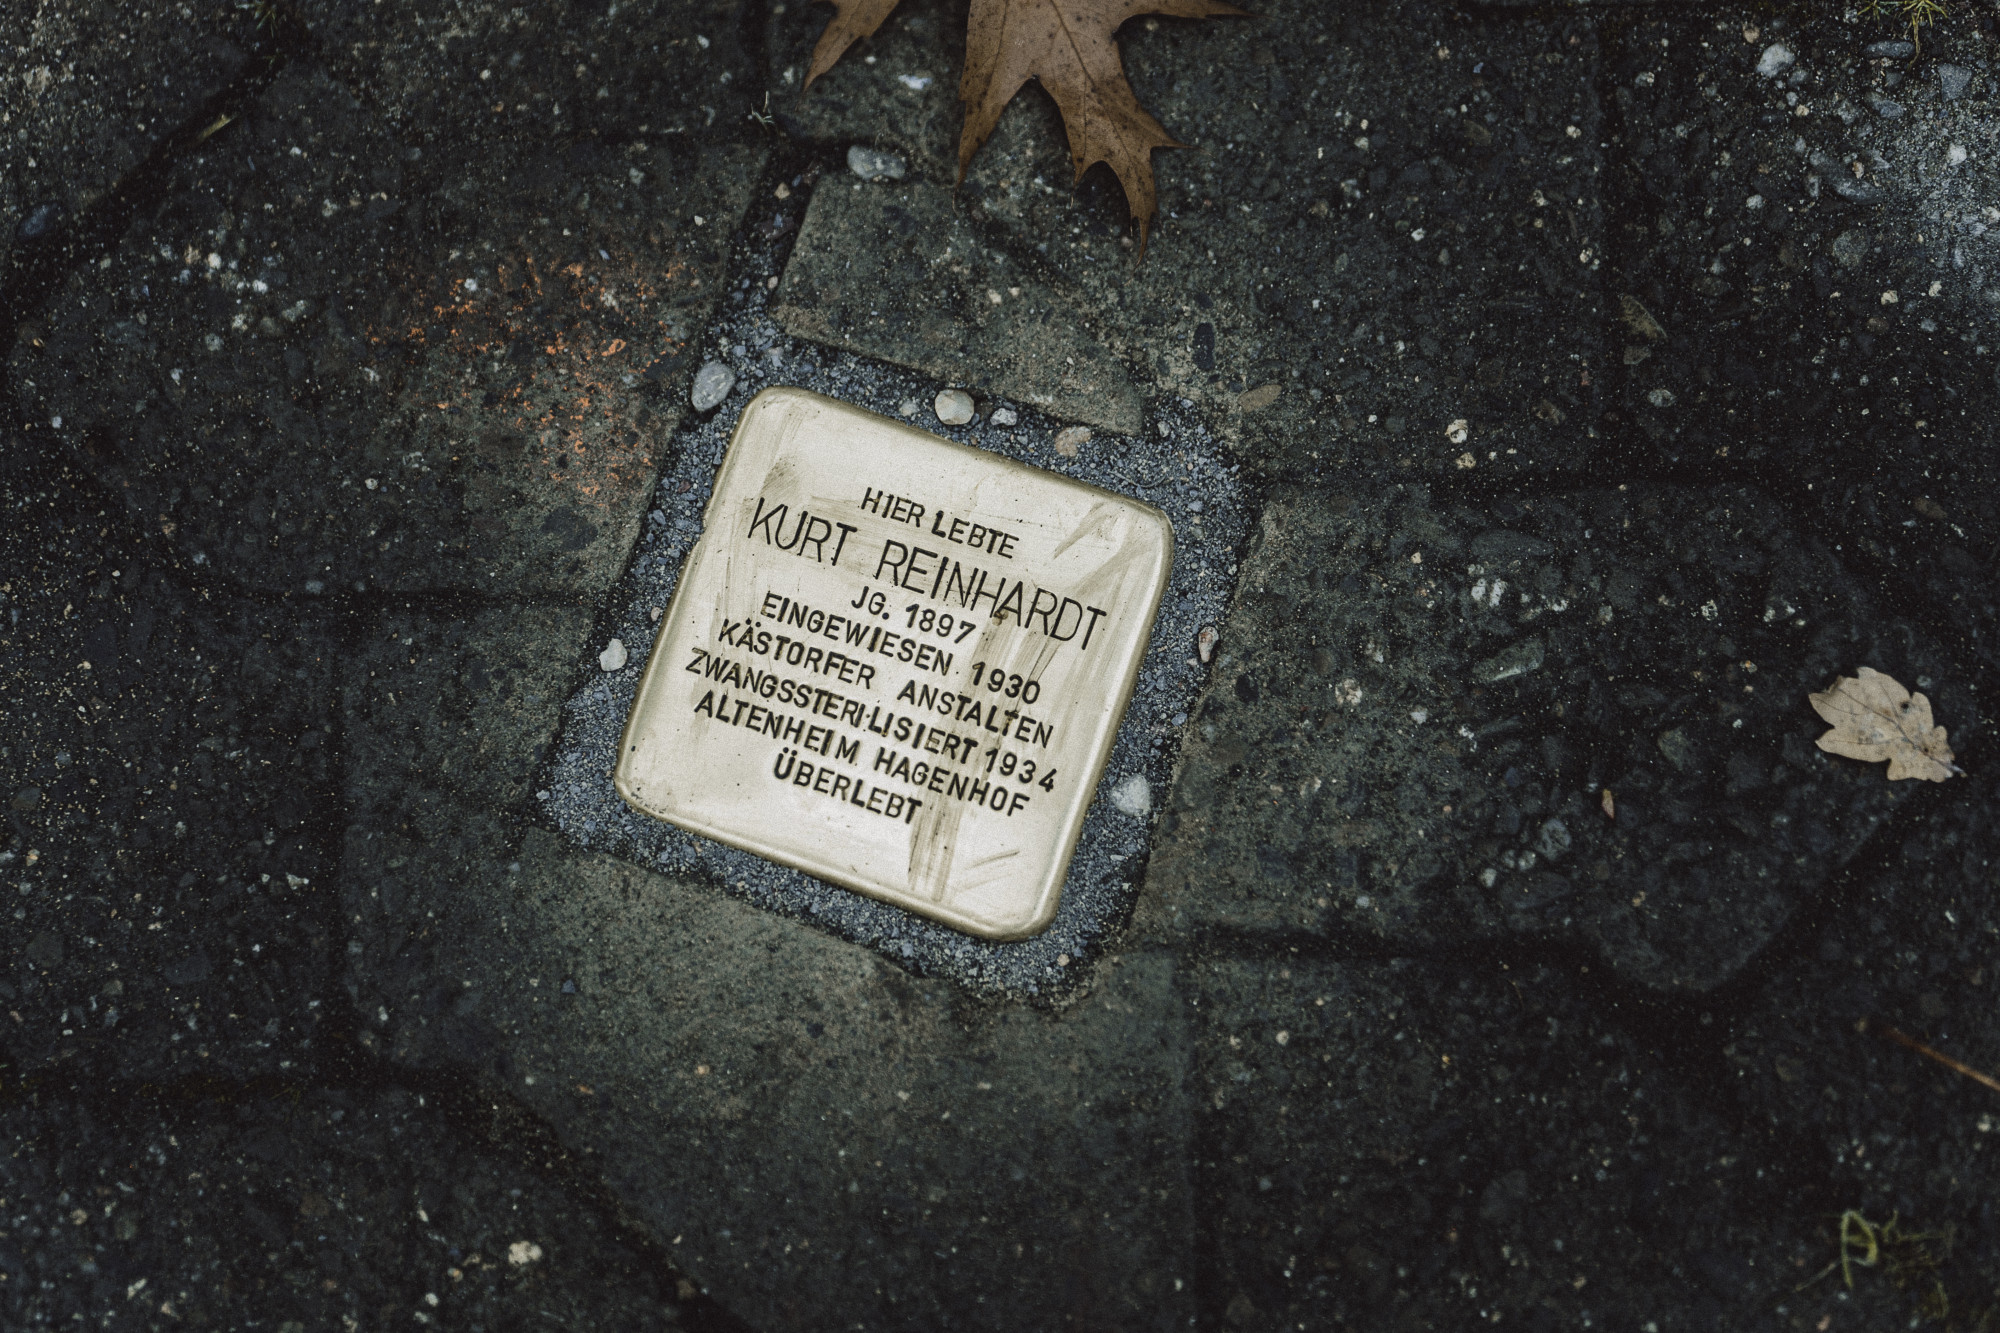 HIER LEBTE
KURT REINHARDT
JG. 1897
EINGEWIESEN 1930
KÄSTORFER ANSTALTEN
ZWANGSSTERILISIERT 1934
ALTENHEIM HAGENHOF
ÜBERLEBT